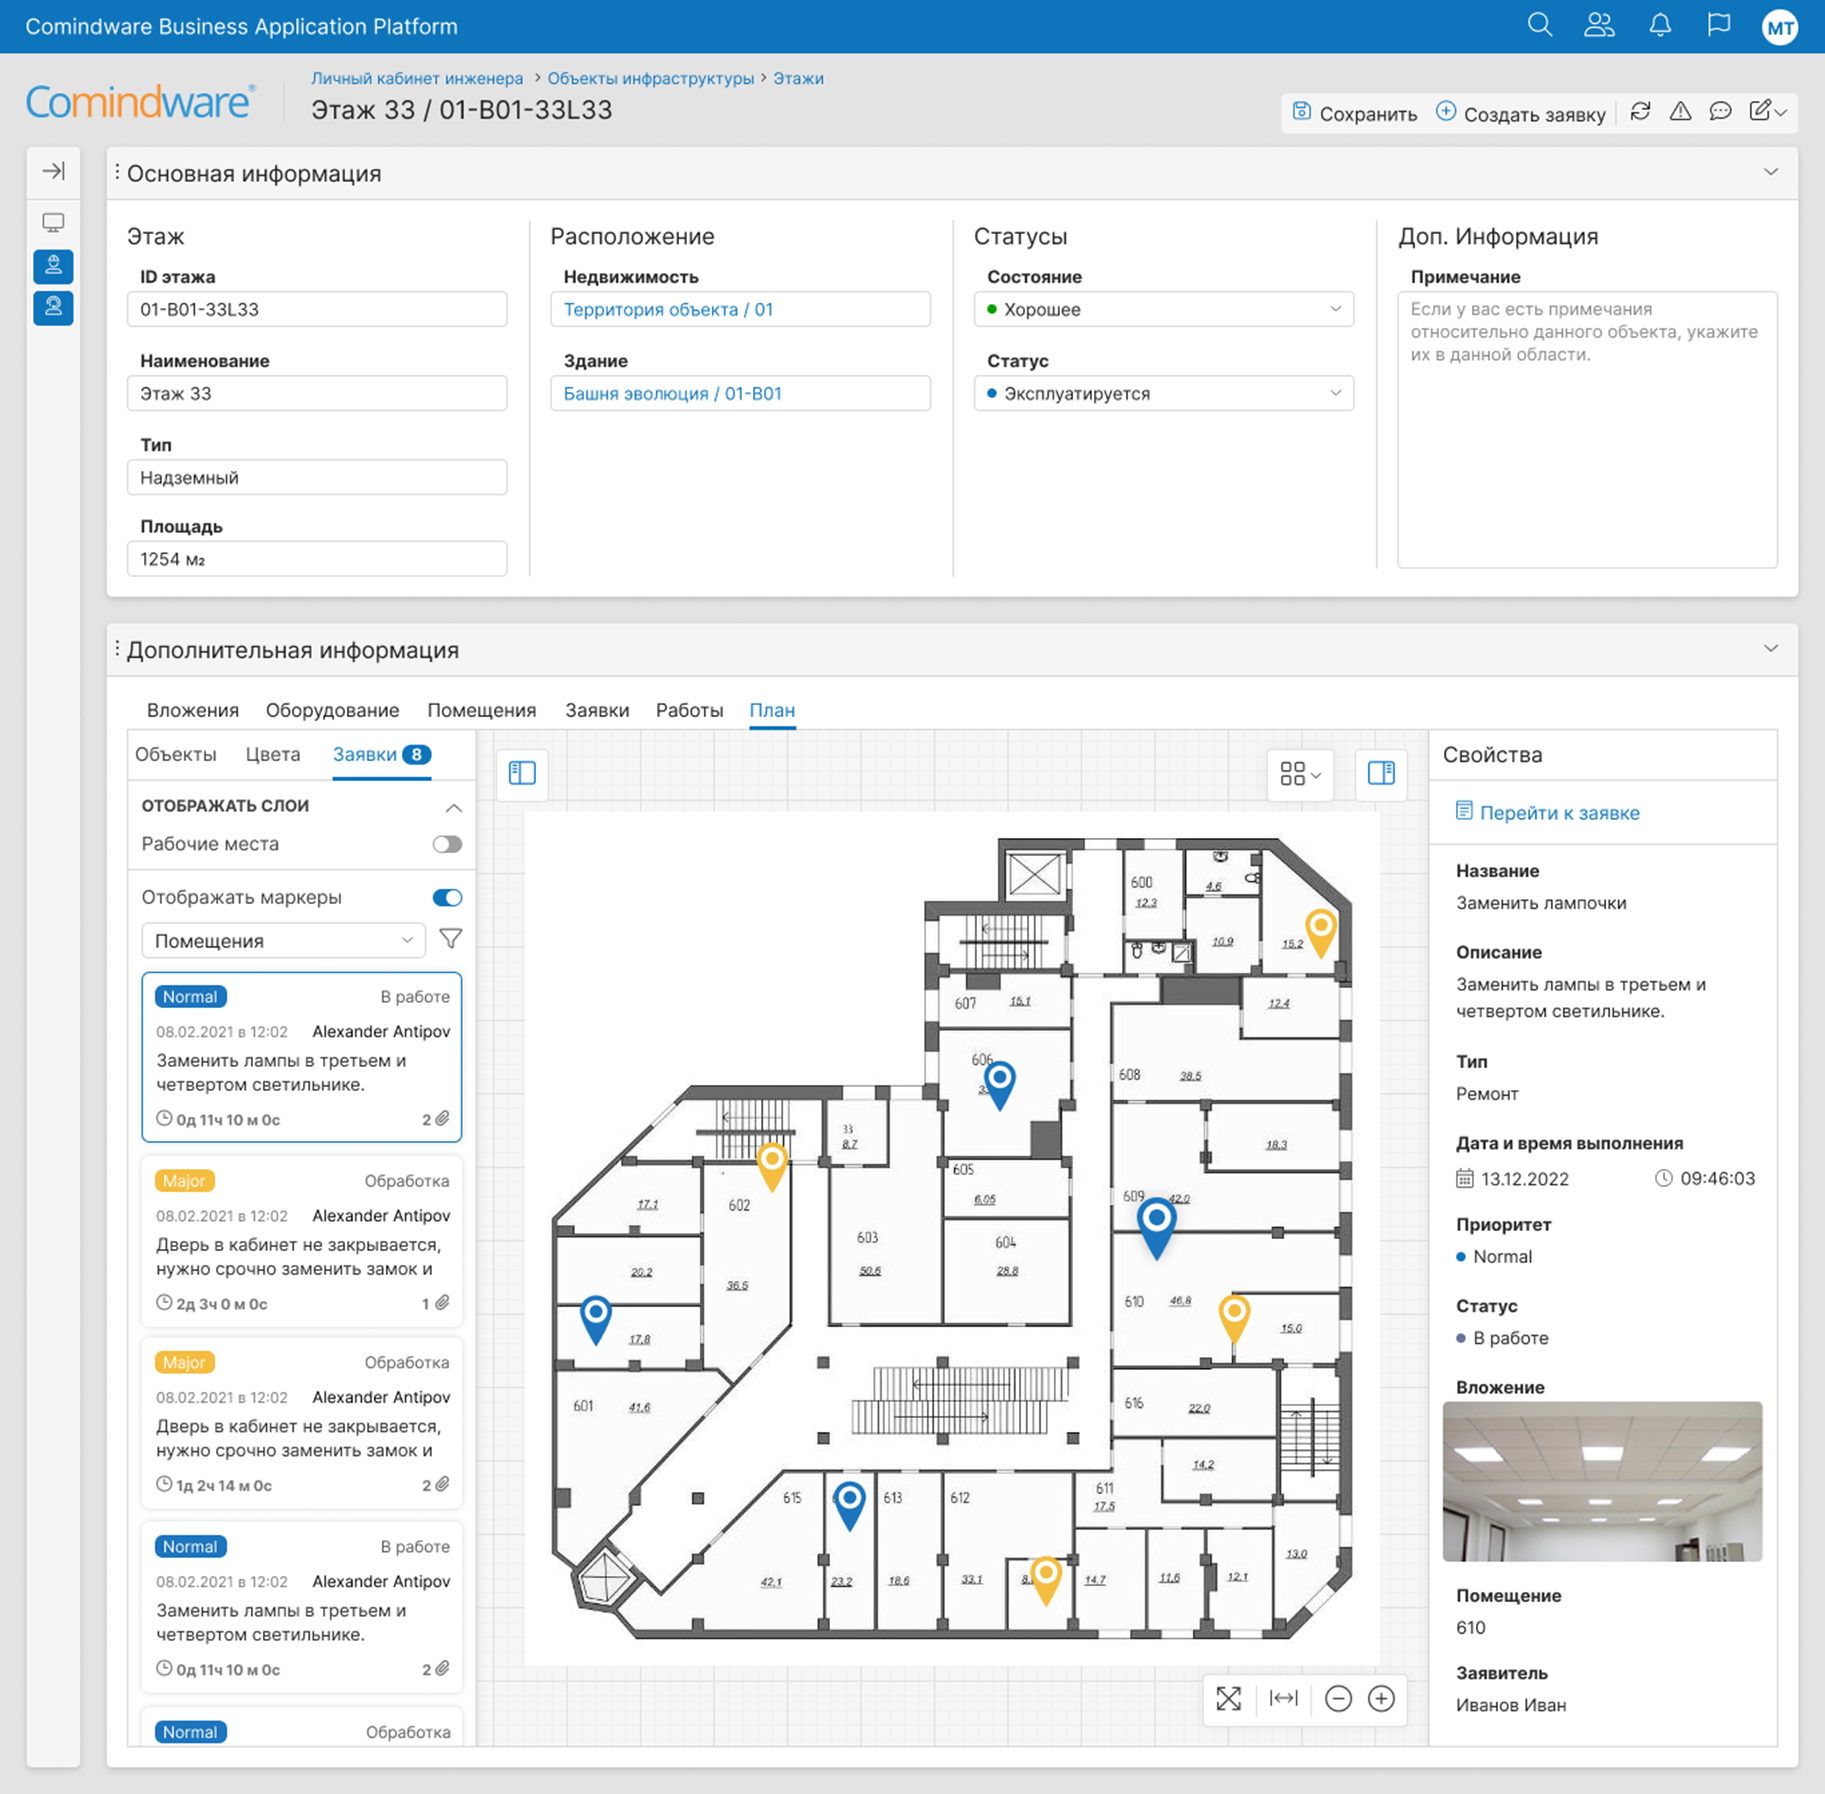 Comindware Business Application Platform
MT
Comindware®
Личный кабинет инженера > Объекты инфраструктуры > Этажи
Этаж 33 / 01-B01-33L33
Сохранить
Создать заявку
Основная информация
Этаж
ID этажа
01-B01-33L33
Наименование
Этаж 33
Тип
Надземный
Площадь
1254 м₂
Расположение
Недвижимость
Территория объекта / 01
Здание
Башня эволюция / 01-B01
Статусы
Состояние
Хорошее
Статус
Эксплуатируется
Доп. Информация
Примечание
Если у вас есть примечания
относительно данного объекта, укажите
их в данной области.
Дополнительная информация
Вложения Оборудование Помещения Заявки Работы План
Объекты Цвета Заявки 8
ОТОБРАЖАТЬ СЛОИ
Рабочие места
Отображать маркеры
Помещения
Normal В работе
08.02.2021 в 12:02 Alexander Antipov
Заменить лампы в третьем и
четвертом светильнике.
0д 11ч 10 м 0с 2
Major Обработка
08.02.2021 в 12:02 Alexander Antipov
Дверь в кабинет не закрывается,
нужно срочно заменить замок и
2д 3ч 0 м 0с 1
Major Обработка
08.02.2021 в 12:02 Alexander Antipov
Дверь в кабинет не закрывается,
нужно срочно заменить замок и
1д 2ч 14 м 0с 2
Normal В работе
08.02.2021 в 12:02 Alexander Antipov
Заменить лампы в третьем и
четвертом светильнике.
0д 11ч 10 м 0с 2
Normal Обработка
600
12.3
4.6
10.9
15.2
607
15.1
12.4
606
608
38.5
33
8.7
18.3
605
6.05
609
42.0
17.1
602
603
50.6
604
28.8
20.2
36.5
610
46.8
15.0
17.8
601
41.6
616
22.0
14.2
615
613
612
611
17.5
42.1
23.2
18.6
33.1
14.7
11.6
12.1
13.0
Свойства
Перейти к заявке
Название
Заменить лампочки
Описание
Заменить лампы в третьем и
четвертом светильнике.
Тип
Ремонт
Дата и время выполнения
13.12.2022 09:46:03
Приоритет
Normal
Статус
В работе
Вложение
Помещение
610
Заявитель
Иванов Иван